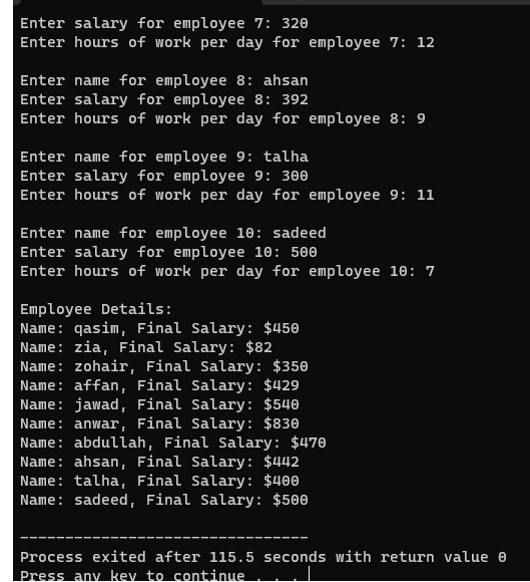 Enter salary for employee 7: 320
Enter hours of work per day for employee 7: 12
Enter name for employee 8: ahsan
Enter salary for employee 8: 392
Enter hours of work per day for employee 8: 9
Enter name for employee 9: talha
Enter salary for employee 9: 300
Enter hours of work per day for employee 9: 11
Enter name for employee 10: sadeed
Enter salary for employee 10: 500
Enter hours of work per day for employee 10: 7
Employee Details:
Name: qasim, Final Salary: $450
Name: zia, Final Salary: $82
Name: zohair, Final Salary: $350
Name: affan, Final Salary: $429
Name: jawad, Final Salary: $540
Name: anwar, Final Salary: $830
Name: abdullah, Final Salary: $470
Name: ahsan, Final Salary: $442
Name: talha, Final Salary: $400
Name: sadeed, Final Salary: $500
--------------------------------
Process exited after 115.5 seconds with return value 0
Press any key to continue . . .